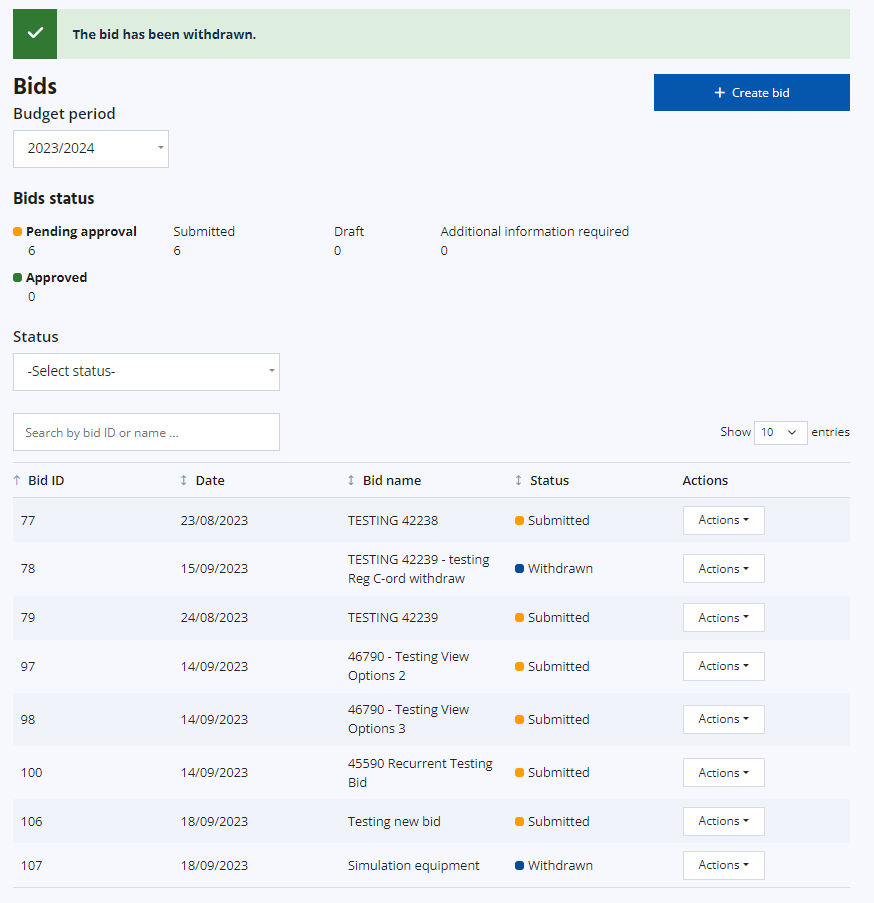 The bid has been withdrawn.
Bids
+ Create bid
Budget period
2023/2024
Bids status
Pending approval Submitted Draft Additional information required
6 6 0 0
Approved
0
Status
-Select status-
Search by bid ID or name ...
Show 10 entries
Bid ID Date Bid name Status Actions
77 23/08/2023 TESTING 42238 Submitted Actions
78 15/09/2023 TESTING 42239 - testing
Reg C-ord withdraw Withdrawn Actions
79 24/08/2023 TESTING 42239 Submitted Actions
97 14/09/2023 46790 - Testing View
Options 2 Submitted Actions
98 14/09/2023 46790 - Testing View
Options 3 Submitted Actions
100 14/09/2023 45590 Recurrent Testing
Bid Submitted Actions
106 18/09/2023 Testing new bid Submitted Actions
107 18/09/2023 Simulation equipment Withdrawn Actions